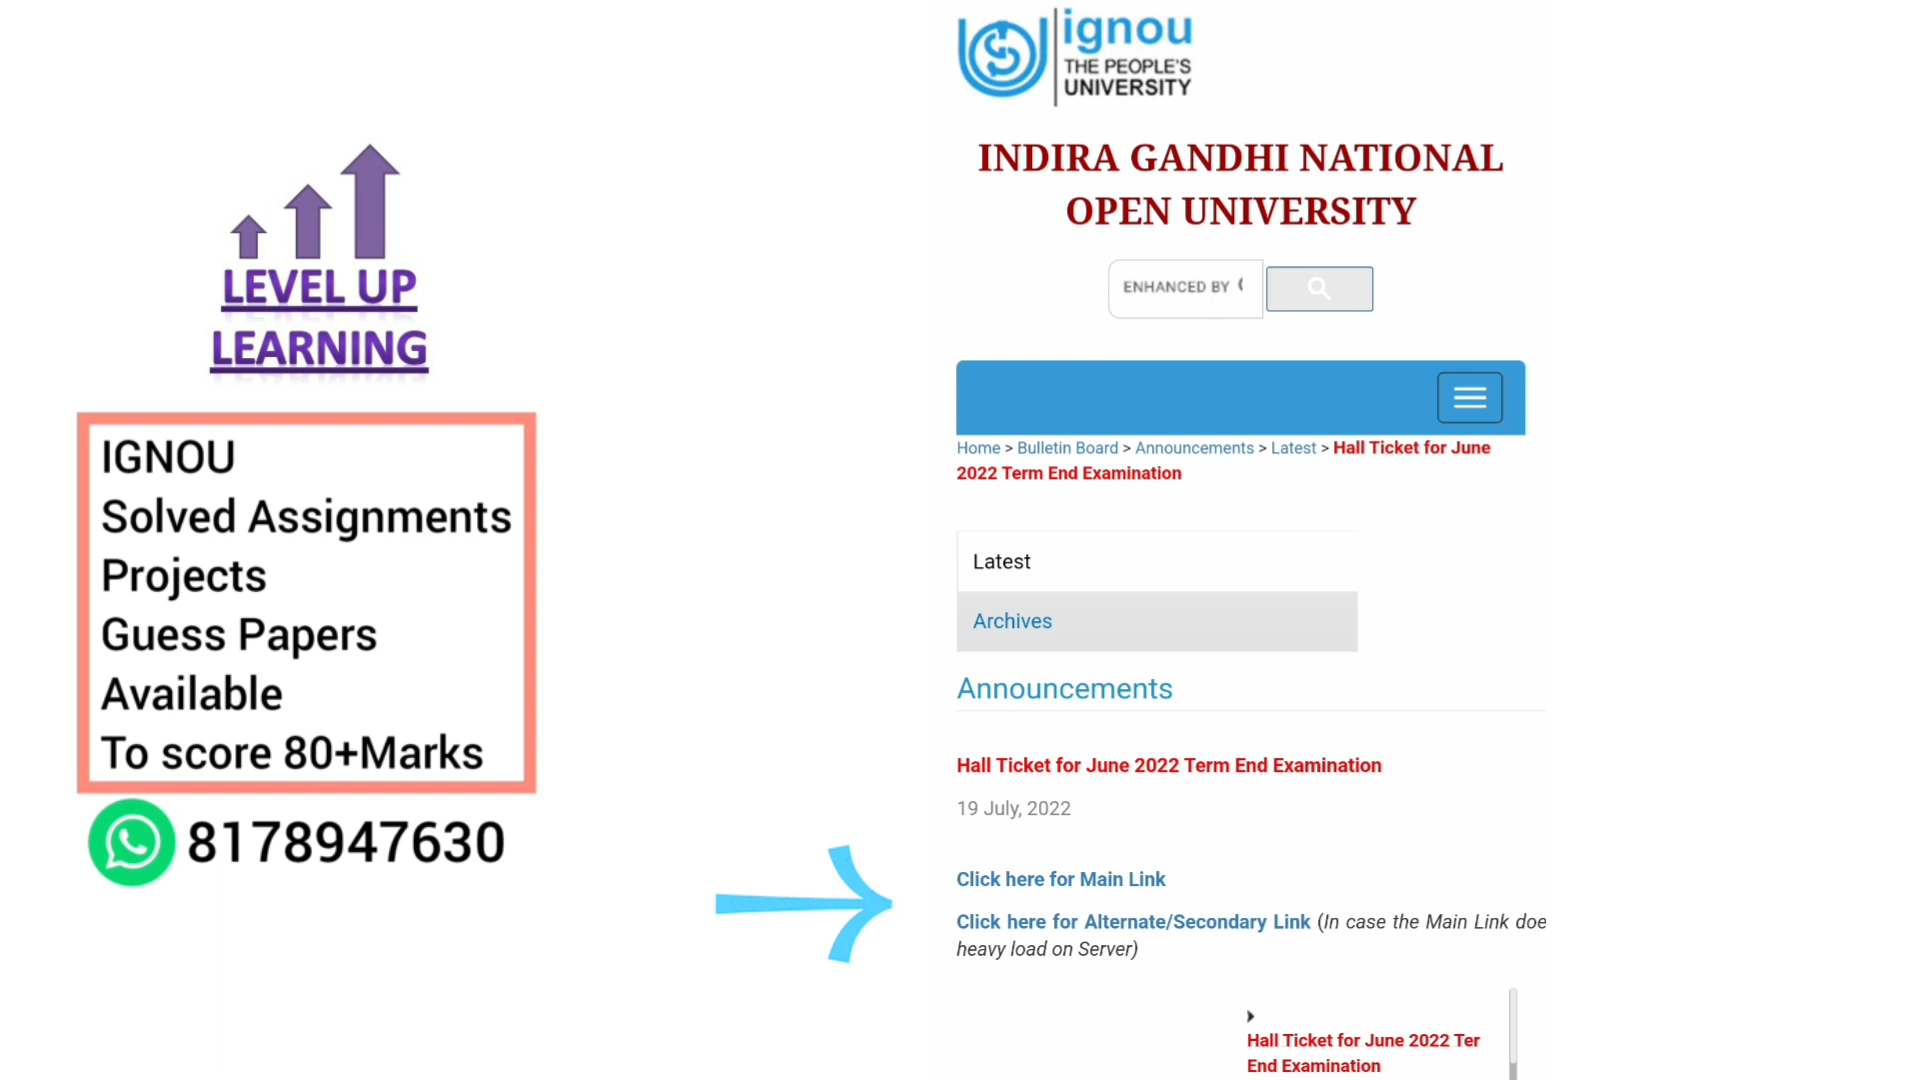 LEVEL UP
LEARNING
IGNOU
Solved Assignments
Projects
Guess Papers
Available
To score 80+Marks
8178947630
ignou
THE PEOPLE'S
UNIVERSITY
INDIRA GANDHI NATIONAL
OPEN UNIVERSITY
ENHANCED BY
Home > Bulletin Board > Announcements > Latest > Hall Ticket for June
2022 Term End Examination
Latest
Archives
Announcements
Hall Ticket for June 2022 Term End Examination
19 July, 2022
Click here for Main Link
Click here for Alternate/Secondary Link (In case the Main Link doe
heavy load on Server)
Hall Ticket for June 2022 Ter
End Examination